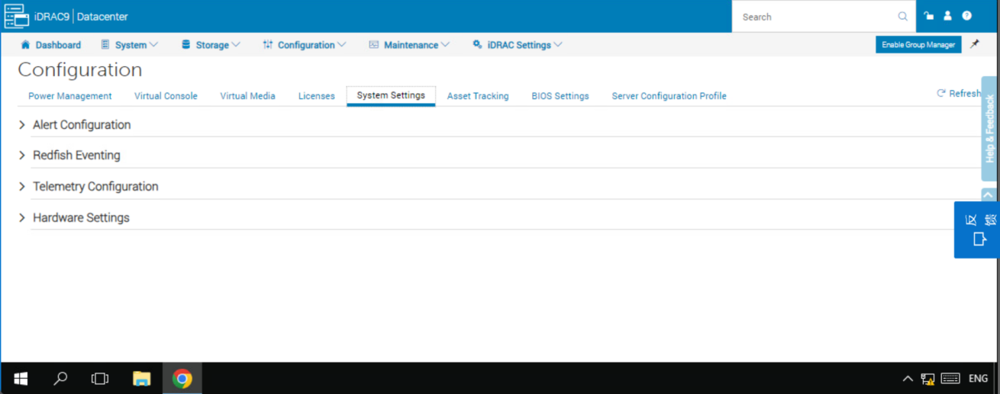 iDRAC9 | Datacenter
Search
Dashboard System Storage Configuration Maintenance iDRAC Settings Enable Group Manager
Configuration
Power Management Virtual Console Virtual Media Licenses System Settings Asset Tracking BIOS Settings Server Configuration Profile Refresh
Alert Configuration
Redfish Eventing
Telemetry Configuration
Hardware Settings
Help & Feedback
ENG